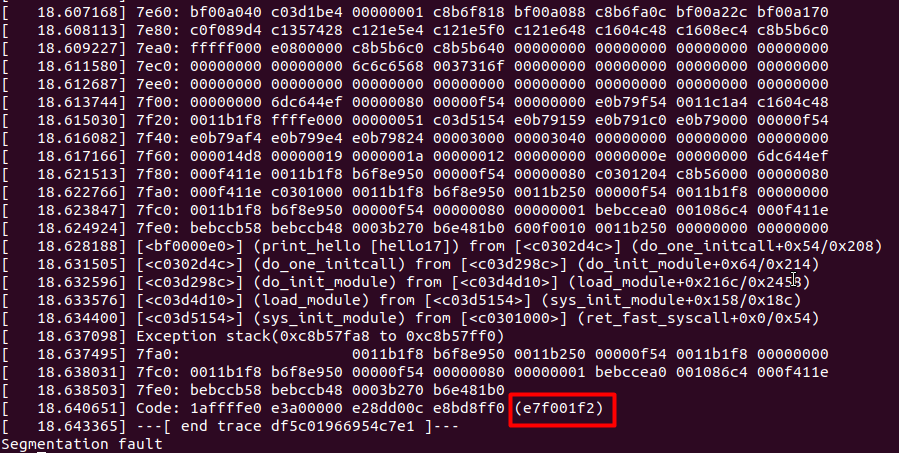 [   18.607168] 7e60: bf00a040 c03d1be4 00000001 c8b6f818 bf00a088 c8b6fa0c bf00a22c bf00a170
[   18.608113] 7e80: c0f089d4 c1357428 c121e5e4 c121e5f0 c121e648 c1604c48 c1608ec4 c8b5b6c0
[   18.609227] 7ea0: fffff000 e0800000 c8b5b6c0 c8b5b640 00000000 00000000 00000000 00000000
[   18.611580] 7ec0: 00000000 00000000 6c6c6568 0037316f 00000000 00000000 00000000 00000000
[   18.612687] 7ee0: 00000000 00000000 00000000 00000000 00000000 00000000 00000000 00000000
[   18.613744] 7f00: 00000000 6dc644ef 00000080 00000f54 00000000 e0b79f54 0011c1a4 c1604c48
[   18.615030] 7f20: 0011b1f8 ffffe000 00000051 c03d5154 e0b79159 e0b791c0 e0b79000 00000f54
[   18.616082] 7f40: e0b79af4 e0b799e4 e0b79824 00003000 00003040 00000000 00000000 00000000
[   18.617166] 7f60: 000014d8 00000019 0000001a 00000012 00000000 0000000e 00000000 6dc644ef
[   18.621513] 7f80: 000f411e 0011b1f8 b6f8e950 00000f54 00000080 c0301204 c8b56000 00000080
[   18.622766] 7fa0: 000f411e c0301000 0011b1f8 b6f8e950 0011b250 00000f54 0011b1f8 00000000
[   18.623847] 7fc0: 0011b1f8 b6f8e950 00000f54 00000080 00000001 bebccea0 001086c4 000f411e
[   18.624924] 7fe0: bebccb58 bebccb48 0003b270 b6e481b0 600f0010 0011b250 00000000 00000000
[   18.628188] [<bf0000e0>] (print_hello [hello17]) from [<c0302d4c>] (do_one_initcall+0x54/0x208)
[   18.631505] [<c0302d4c>] (do_one_initcall) from [<c03d298c>] (do_init_module+0x64/0x214)
[   18.632596] [<c03d298c>] (do_init_module) from [<c03d4d10>] (load_module+0x216c/0x2458)
[   18.633576] [<c03d4d10>] (load_module) from [<c03d5154>] (sys_init_module+0x158/0x18c)
[   18.634400] [<c03d5154>] (sys_init_module) from [<c0301000>] (ret_fast_syscall+0x0/0x54)
[   18.637098] Exception stack(0xc8b57fa8 to 0xc8b57ff0)
[   18.637495] 7fa0:                   0011b1f8 b6f8e950 0011b250 00000f54 0011b1f8 00000000
[   18.638031] 7fc0: 0011b1f8 b6f8e950 00000f54 00000080 00000001 bebccea0 001086c4 000f411e
[   18.638503] 7fe0: bebccb58 bebccb48 0003b270 b6e481b0
[   18.640651] Code: 1affffe0 e3a00000 e28dd00c e8bd8ff0 (e7f001f2)
[   18.643365] ---[ end trace df5c01966954c7e1 ]---
Segmentation fault